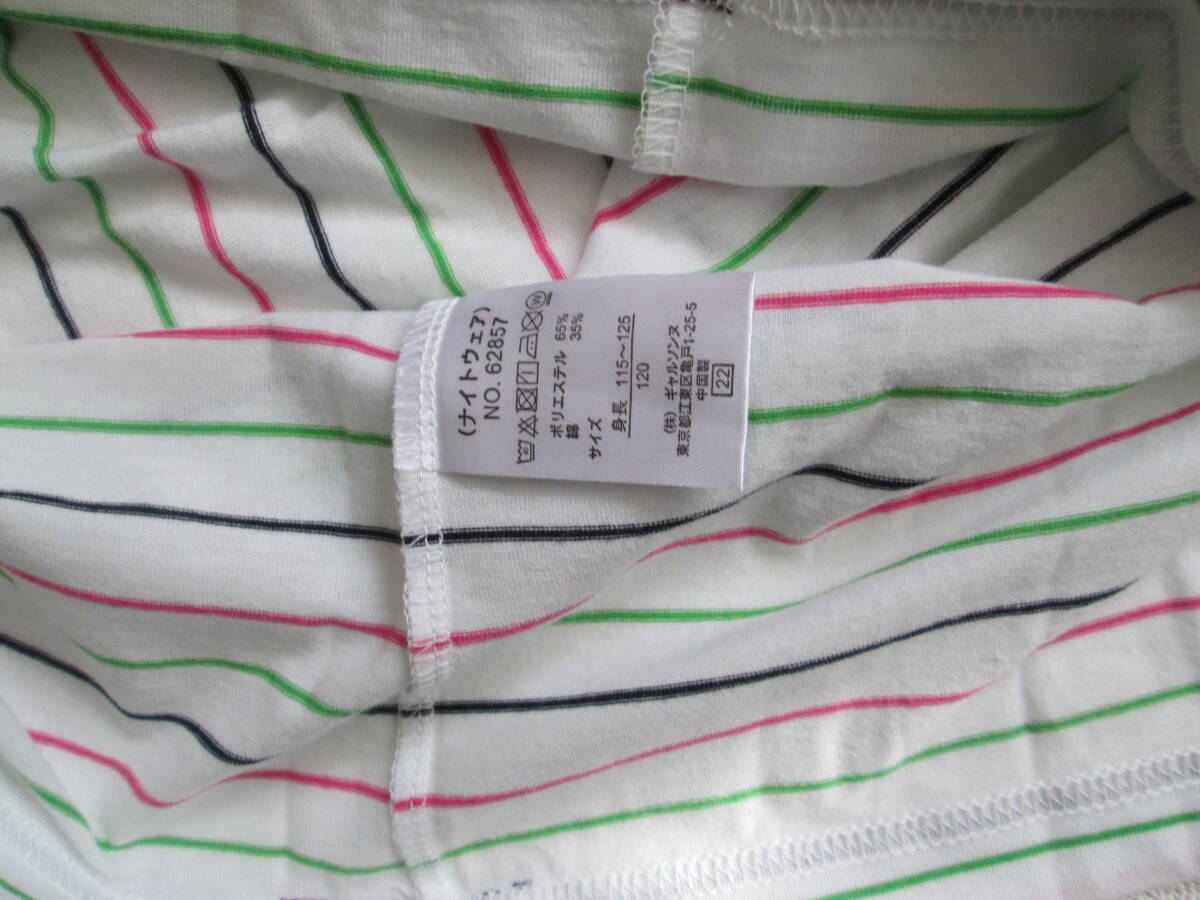 (ナイトウェア)
NO. 62857
W
ポリエステル 65%
綿 35%
サイズ
身長 115～125
120
(株) ギャルソンヌ
東京都江東区亀戸1-25-5
中国製
22